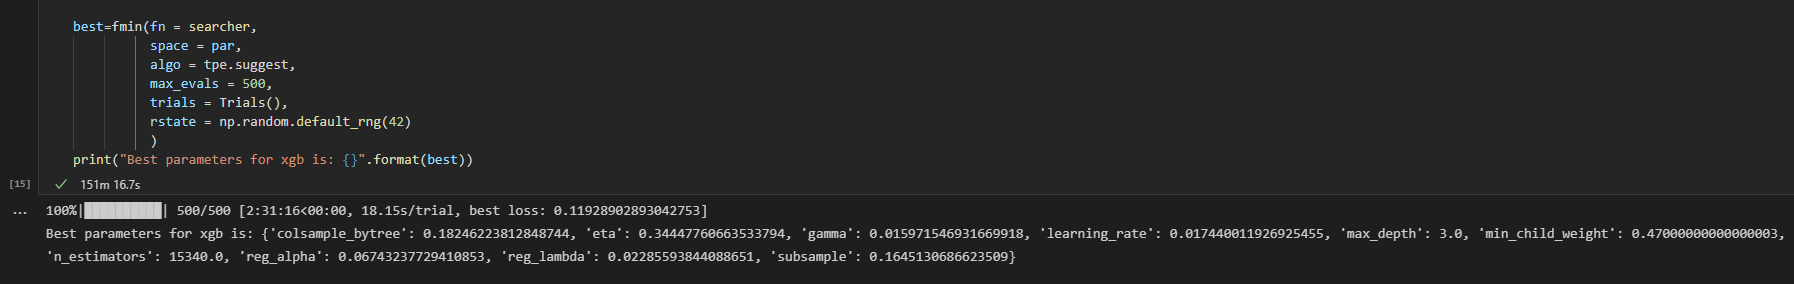 best=fmin(fn = searcher,
space = par,
algo = tpe.suggest,
max_evals = 500,
trials = Trials(),
rstate = np.random.default_rng(42)
)
print("Best parameters for xgb is: {}".format(best))
[15] 151m 16.7s
... 100%|██████████| 500/500 [2:31:16<00:00, 18.15s/trial, best loss: 0.11928902893042753]
Best parameters for xgb is: {'colsample_bytree': 0.18246223812848744, 'eta': 0.34447760663533794, 'gamma': 0.015971546931669918, 'learning_rate': 0.017440011926925455, 'max_depth': 3.0, 'min_child_weight': 0.47000000000000003,
'n_estimators': 15340.0, 'reg_alpha': 0.06743237729410853, 'reg_lambda': 0.02285593844088651, 'subsample': 0.1645130686623509}